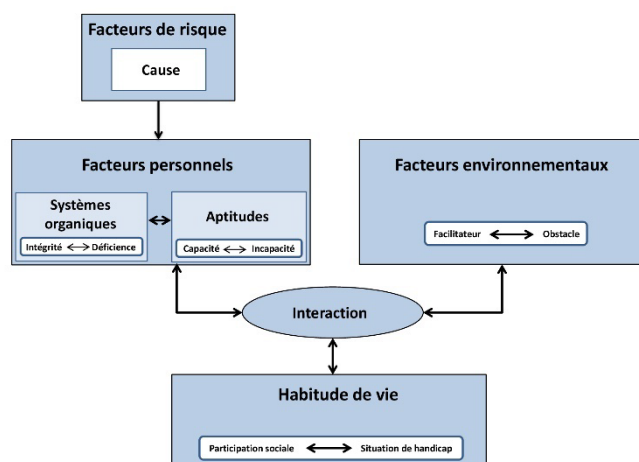 Facteurs de risque
Cause
Facteurs personnels
Systèmes
organiques
Intégrité
Déficience
Aptitudes
Capacité
Incapacité
Facteurs environnementaux
Facilitateur
Obstacle
Interaction
Habitude de vie
Participation sociale
Situation de handicap